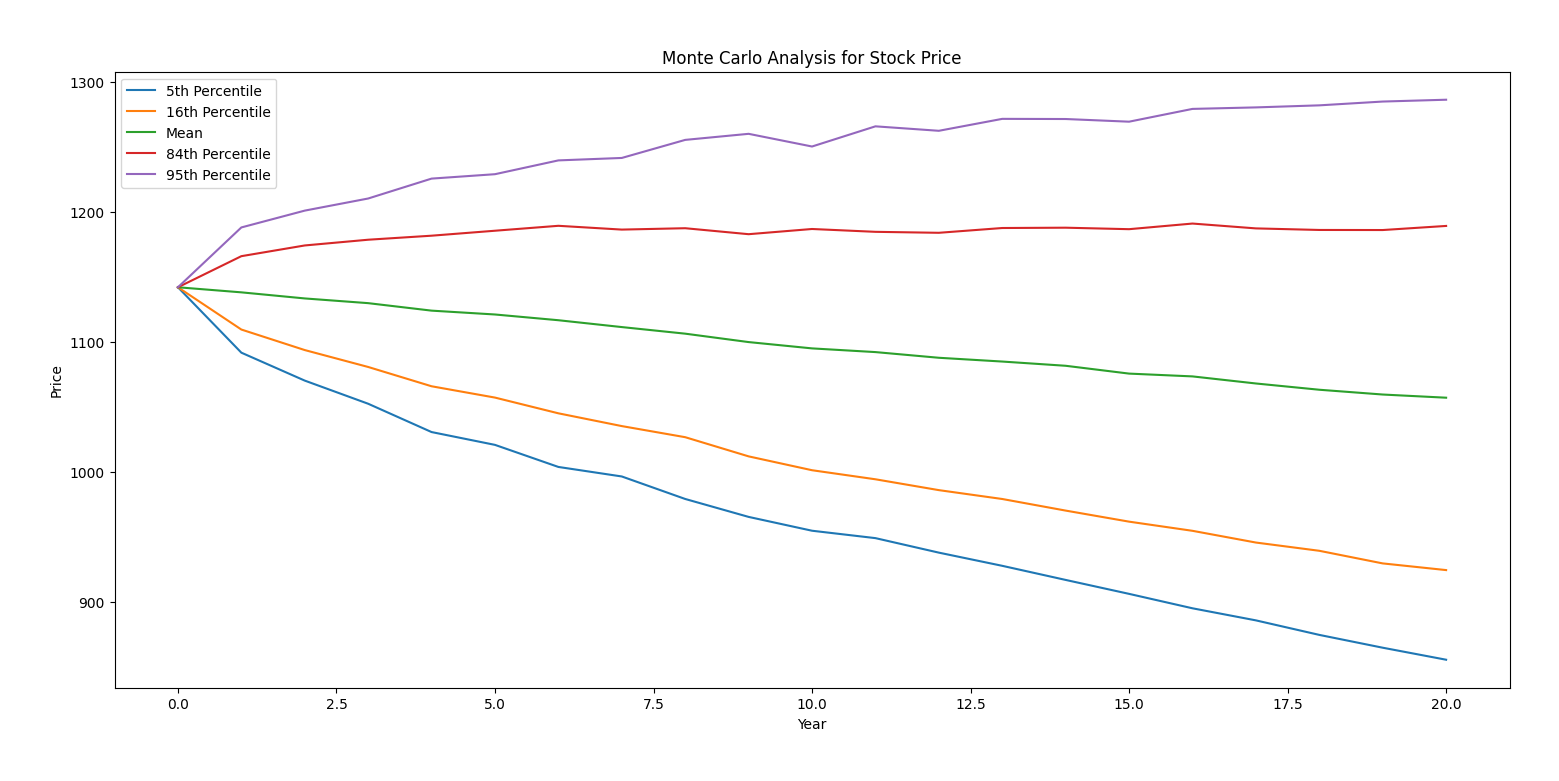 Monte Carlo Analysis for Stock Price
1300
1200
1100
1000
900
Price
5th Percentile
16th Percentile
Mean
84th Percentile
95th Percentile
0.0 2.5 5.0 7.5 10.0 12.5 15.0 17.5 20.0
Year